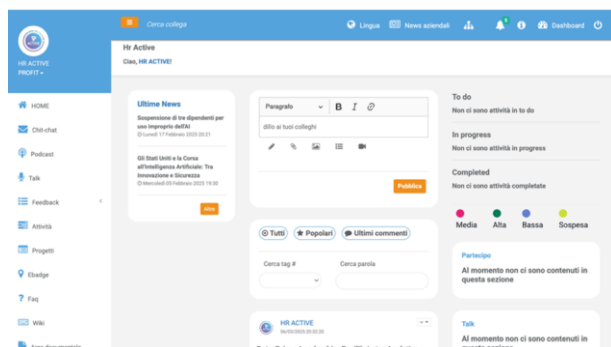 Cerca collega
Lingua
News aziendali
Dashboard
HR ACTIVE
PROFIT
Hr Active
Ciao, HR ACTIVE!
HOME
Chit-chat
Podcast
Talk
Feedback
Attività
Progetti
Ebadge
Faq
Wiki
Area documentale
Ultime News
Sospensione di tre dipendenti per
uso improprio dell'AI
Lunedì 17 Febbraio 2025 20:21
Gli Stati Uniti e la Corsa
all'Intelligenza Artificiale: Tra
Innovazione e Sicurezza
Mercoledì 05 Febbraio 2025 19:30
Altre
Paragrafo
B I
dillo ai tuoi colleghi
Pubblica
Tutti
Popolari
Ultimi commenti
Cerca tag #
Cerca parola
HR ACTIVE
To do
Non ci sono attività in to do
In progress
Non ci sono attività in progress
Completed
Non ci sono attività completate
Media
Alta
Bassa
Sospesa
Partecipo
Al momento non ci sono contenuti in
questa sezione
Talk
Al momento non ci sono contenuti in